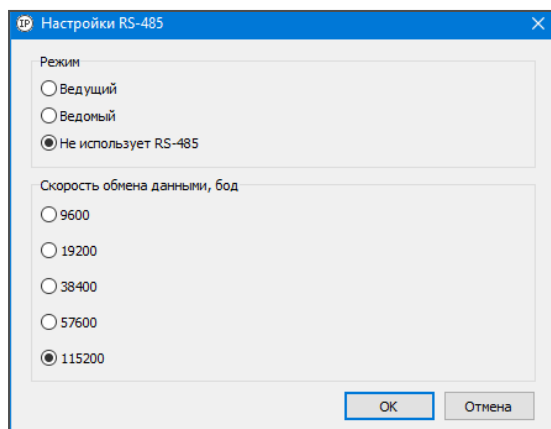 IP Настройки RS-485
Режим
Ведущий
Ведомый
Не использует RS-485
Скорость обмена данными, бод
9600
19200
38400
57600
115200
OK Отмена